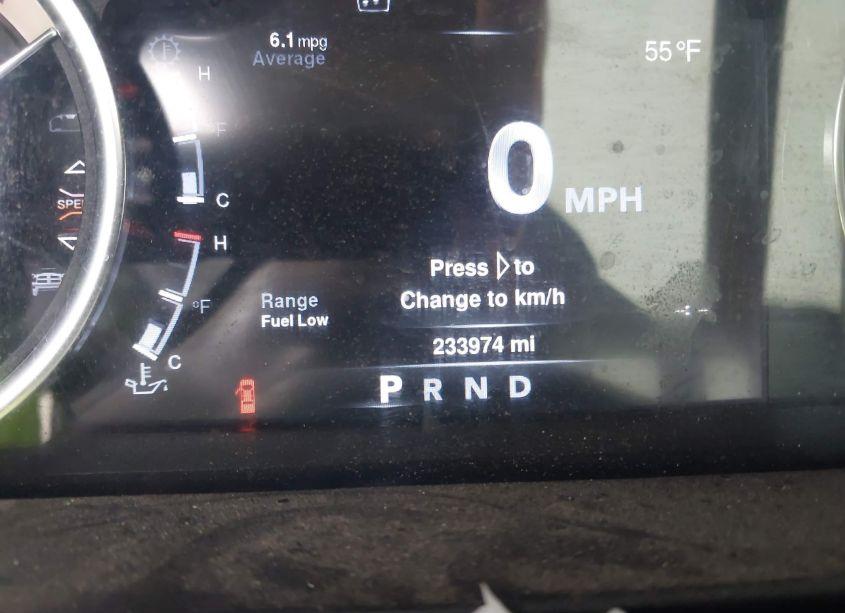 6.1 mpg
Average
55 °F
H
°F
C
0 MPH
H
°F
C
Press ▷ to
Change to km/h
Range
Fuel Low
233974 mi
P R N D